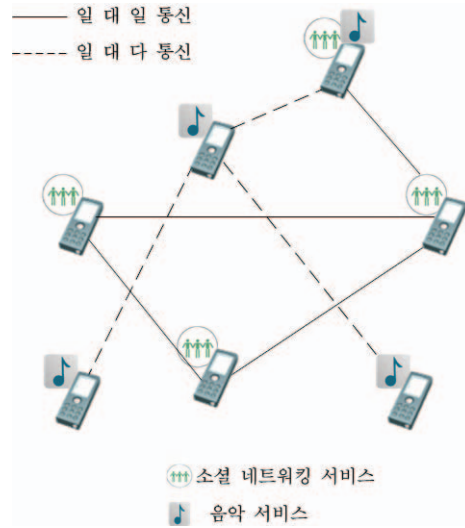 일 대 일 통신
일 대 다 통신
소셜 네트워킹 서비스
음악 서비스